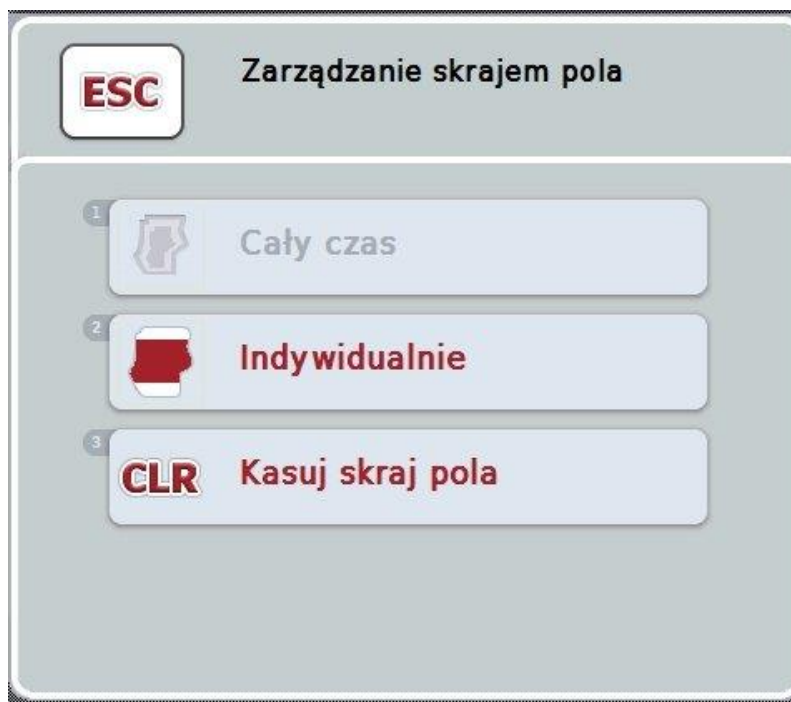 ESC
Zarządzanie skrajem pola
1
Cały czas
2
Indywidualnie
3
CLR
Kasuj skraj pola